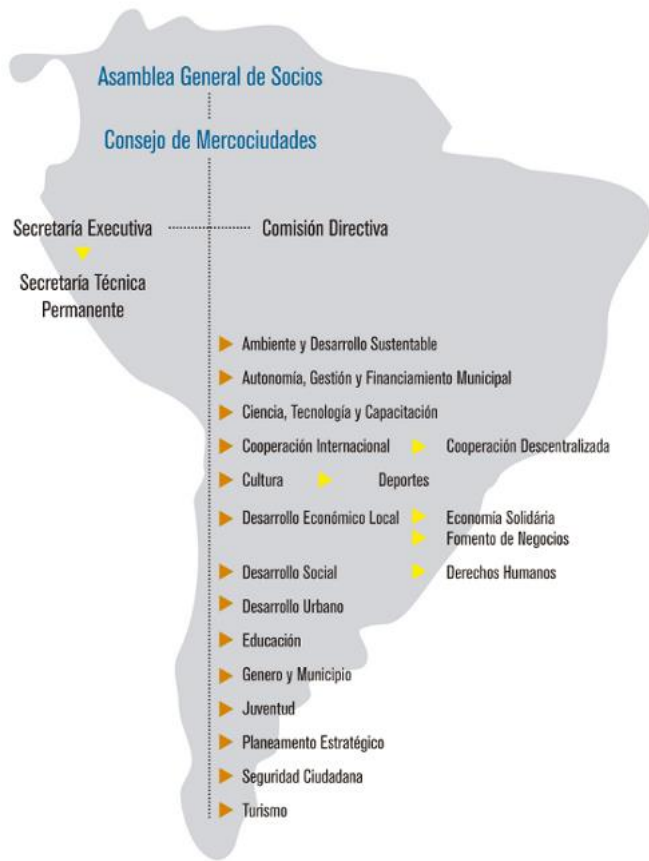 Asamblea General de Socios
Consejo de Mercociudades
Secretaría Executiva
Comisión Directiva
Secretaría Técnica
Permanente
Ambiente y Desarrollo Sustentable
Autonomía, Gestión y Financiamiento Municipal
Ciencia, Tecnología y Capacitación
Cooperación Internacional
Cooperación Descentralizada
Cultura
Deportes
Desarrollo Económico Local
Economía Solidária
Fomento de Negocios
Desarrollo Social
Derechos Humanos
Desarrollo Urbano
Educación
Genero y Municipio
Juventud
Planeamento Estratégico
Seguridad Ciudadana
Turismo